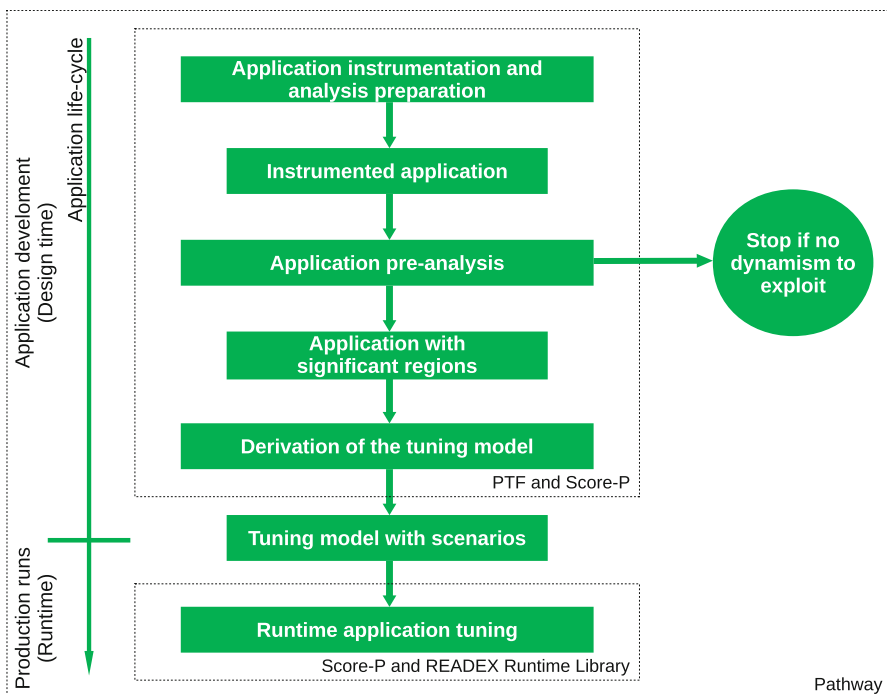 Application life-cycle
Application develoment
(Design time)
Production runs
(Runtime)
Application instrumentation and
analysis preparation
Instrumented application
Application pre-analysis
Stop if no
dynamism to
exploit
Application with
significant regions
Derivation of the tuning model
PTF and Score-P
Tuning model with scenarios
Runtime application tuning
Score-P and READEX Runtime Library
Pathway